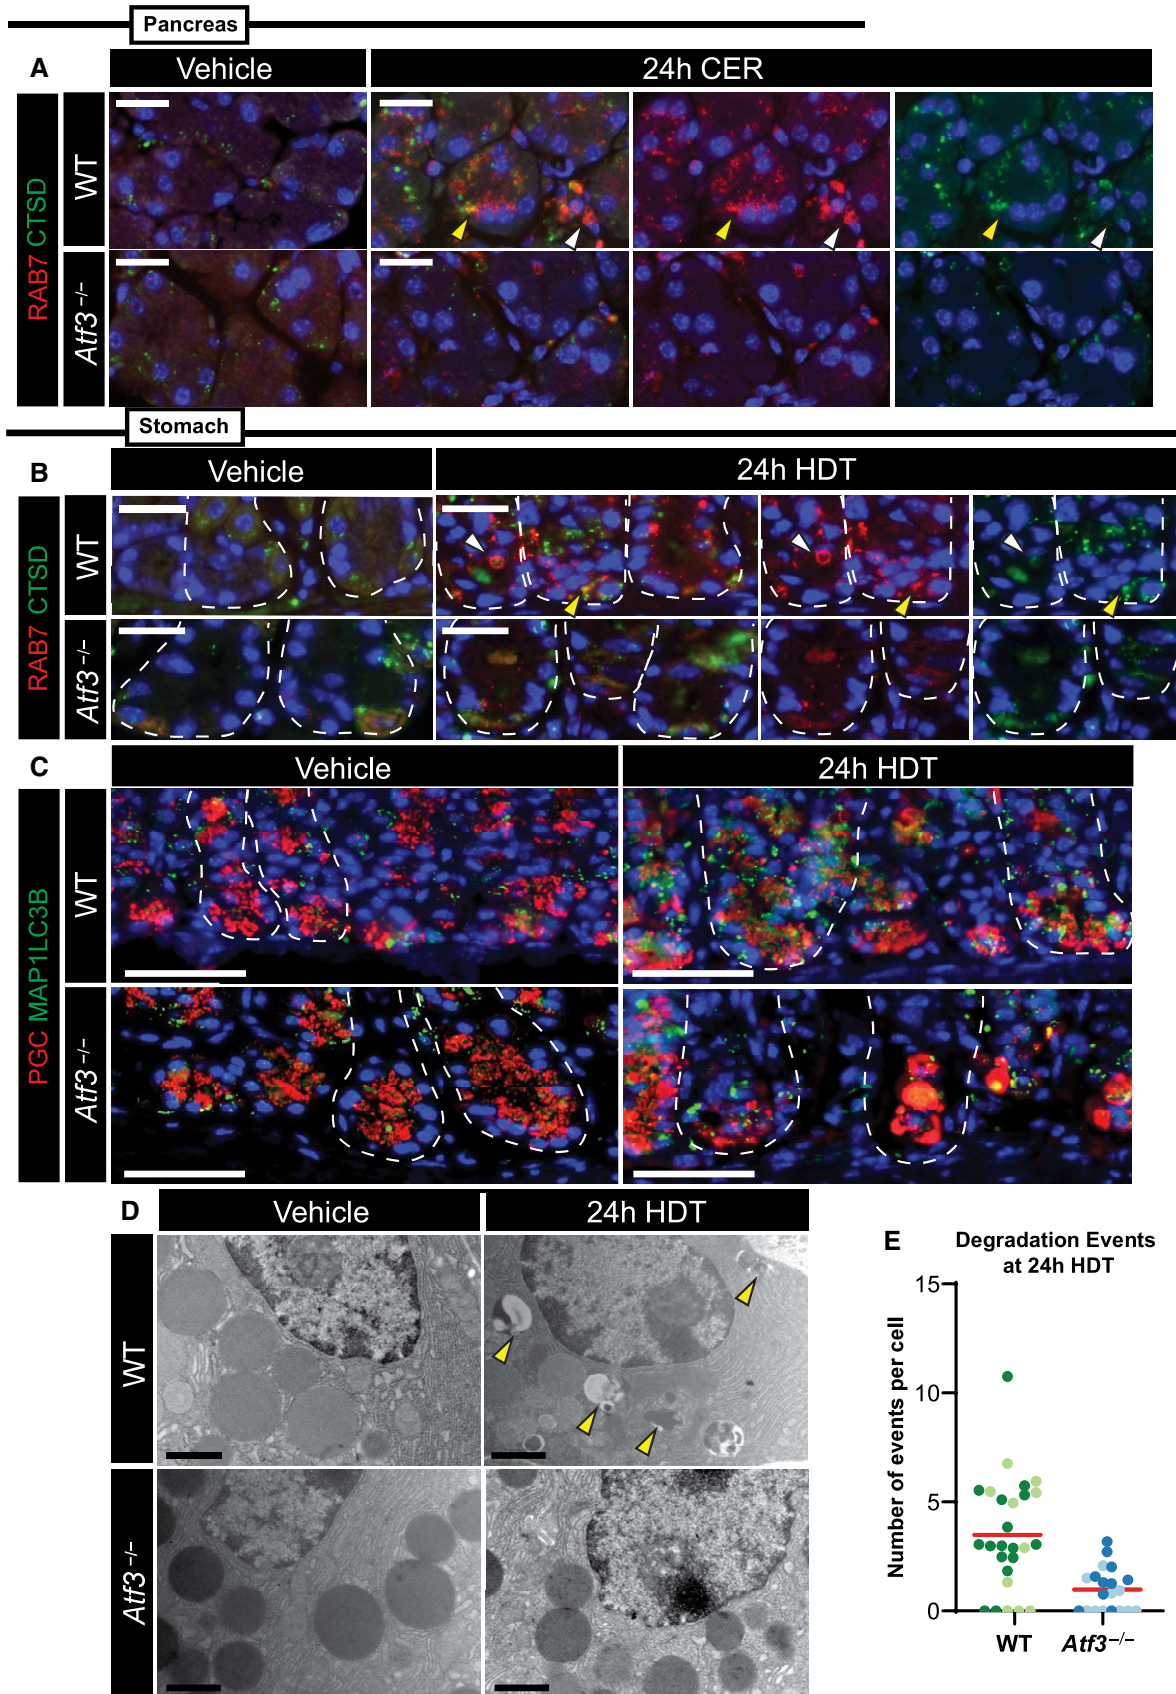 Pancreas
A
Vehicle
24h CER
RAB7 CTSD
WT
Atf3−/−
Stomach
B
Vehicle
24h HDT
RAB7 CTSD
WT
Atf3−/−
C
Vehicle
24h HDT
PGC MAP1LC3B
WT
Atf3−/−
D
Vehicle
24h HDT
WT
Atf3−/−
E
Degradation Events
at 24h HDT
Number of events per cell
15
10
5
0
WT
Atf3−/−